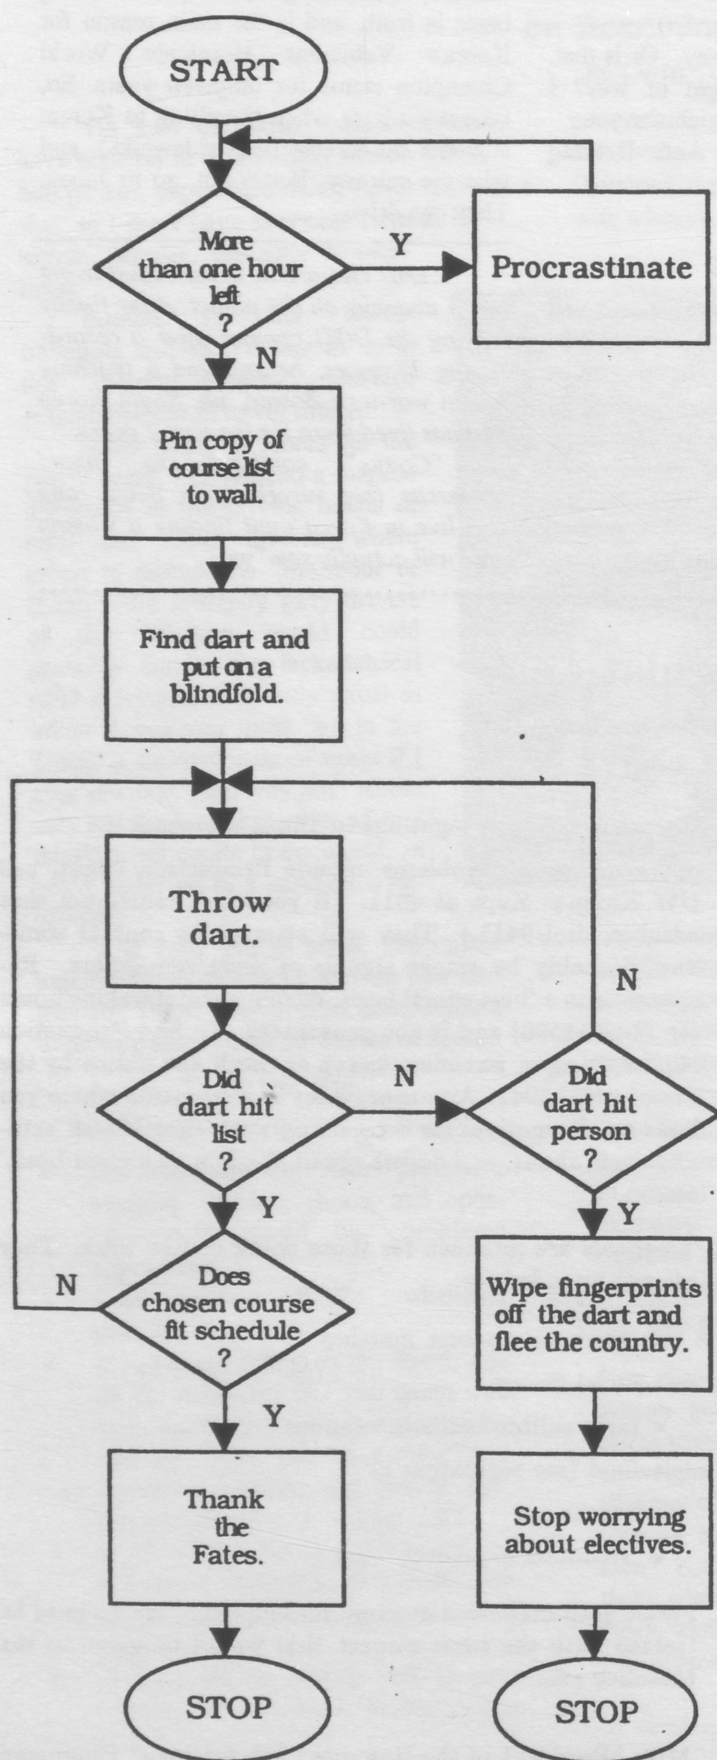 START
More
than one hour
left
?
Y
Procrastinate
N
Pin copy of
course list
to wall.
Find dart and
put on a
blindfold.
Throw
dart.
N
Did
dart hit
list
?
N
Did
dart hit
person
?
Y
Y
N
Does
chosen course
fit schedule
?
Wipe fingerprints
off the dart and
flee the country.
Y
Thank
the
Fates.
Stop worrying
about electives.
STOP
STOP